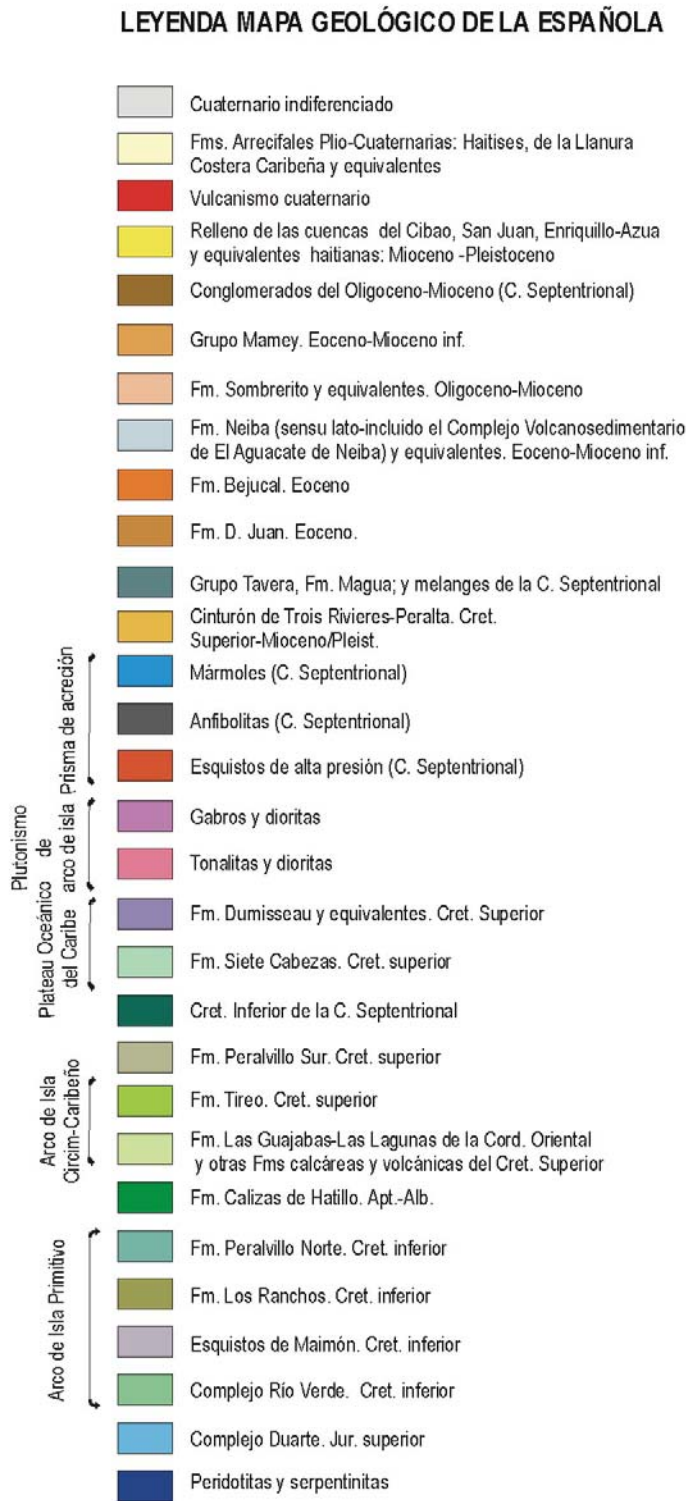 LEYENDA MAPA GEOLÓGICO DE LA ESPAÑOLA
Cuaternario indiferenciado
Fms. Arrecifales Plio-Cuaternarias: Haitises, de la Llanura
Costera Caribeña y equivalentes
Vulcanismo cuaternario
Relleno de las cuencas del Cibao, San Juan, Enriquillo-Azua
y equivalentes haitianas: Mioceno -Pleistoceno
Conglomerados del Oligoceno-Mioceno (C. Septentrional)
Grupo Mamey. Eoceno-Mioceno inf.
Fm. Sombrerito y equivalentes. Oligoceno-Mioceno
Fm. Neiba (sensu lato-incluido el Complejo Volcanosedimentario
de El Aguacate de Neiba) y equivalentes. Eoceno-Mioceno inf.
Fm. Bejucal. Eoceno
Fm. D. Juan. Eoceno.
Grupo Tavera, Fm. Magua; y melanges de la C. Septentrional
Cinturón de Trois Rivieres-Peralta. Cret.
Superior-Mioceno/Pleist.
Prisma de acreción
Mármoles (C. Septentrional)
Anfibolitas (C. Septentrional)
Esquistos de alta presión (C. Septentrional)
Plutonismo
de
arco de isla
Gabros y dioritas
Tonalitas y dioritas
Plateau Oceánico
del Caribe
Fm. Dumisseau y equivalentes. Cret. Superior
Fm. Siete Cabezas. Cret. superior
Cret. Inferior de la C. Septentrional
Fm. Peralvillo Sur. Cret. superior
Arco de Isla
Circim-Caribeño
Fm. Tireo. Cret. superior
Fm. Las Guajabas-Las Lagunas de la Cord. Oriental
y otras Fms calcáreas y volcánicas del Cret. Superior
Fm. Calizas de Hatillo. Apt.-Alb.
Arco de Isla Primitivo
Fm. Peralvillo Norte. Cret. inferior
Fm. Los Ranchos. Cret. inferior
Esquistos de Maimón. Cret. inferior
Complejo Río Verde. Cret. inferior
Complejo Duarte. Jur. superior
Peridotitas y serpentinitas